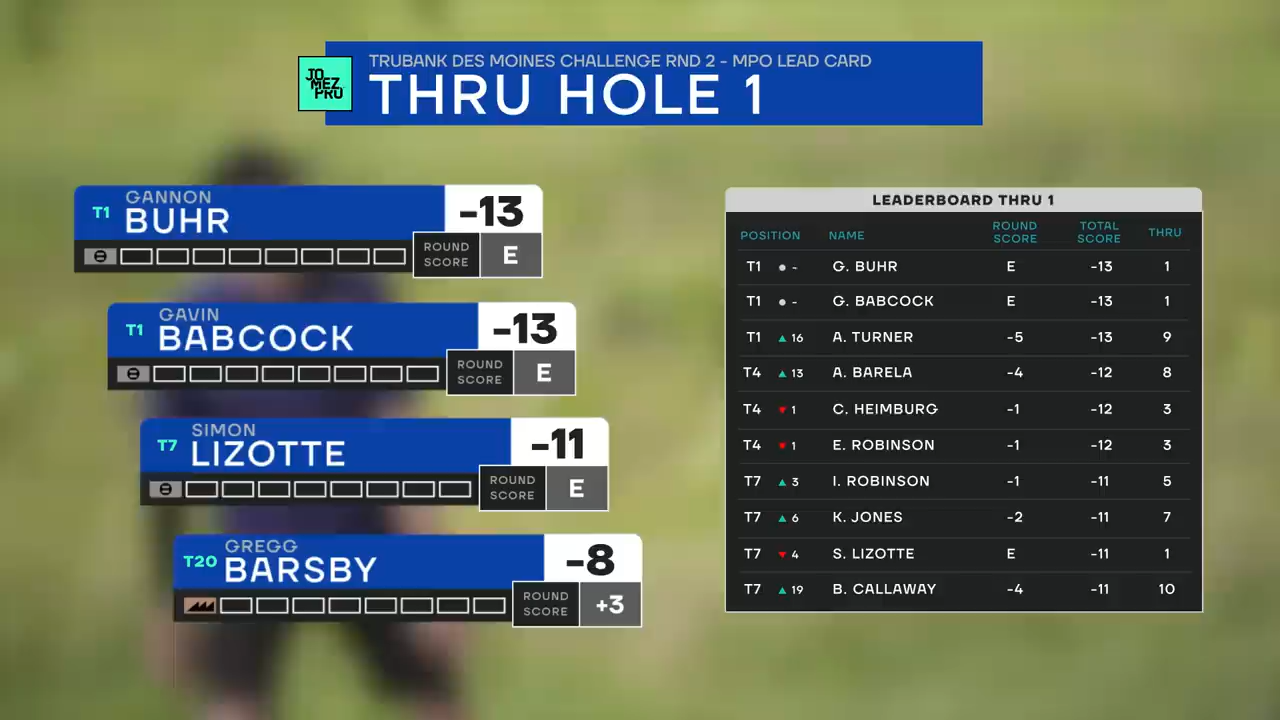 JO
MEZ
PRO
TRUBANK DES MOINES CHALLENGE RND 2 - MPO LEAD CARD
THRU HOLE 1
T1 GANNON BUHR -13
ROUND SCORE E
T1 GAVIN BABCOCK -13
ROUND SCORE E
T7 SIMON LIZOTTE -11
ROUND SCORE E
T20 GREGG BARSBY -8
ROUND SCORE +3
LEADERBOARD THRU 1
POSITION NAME ROUND SCORE TOTAL SCORE THRU
T1 - G. BUHR E -13 1
T1 - G. BABCOCK E -13 1
T1 16 A. TURNER -5 -13 9
T4 13 A. BARELA -4 -12 8
T4 1 C. HEIMBURG -1 -12 3
T4 1 E. ROBINSON -1 -12 3
T7 3 I. ROBINSON -1 -11 5
T7 6 K. JONES -2 -11 7
T7 4 S. LIZOTTE E -11 1
T7 19 B. CALLAWAY -4 -11 10